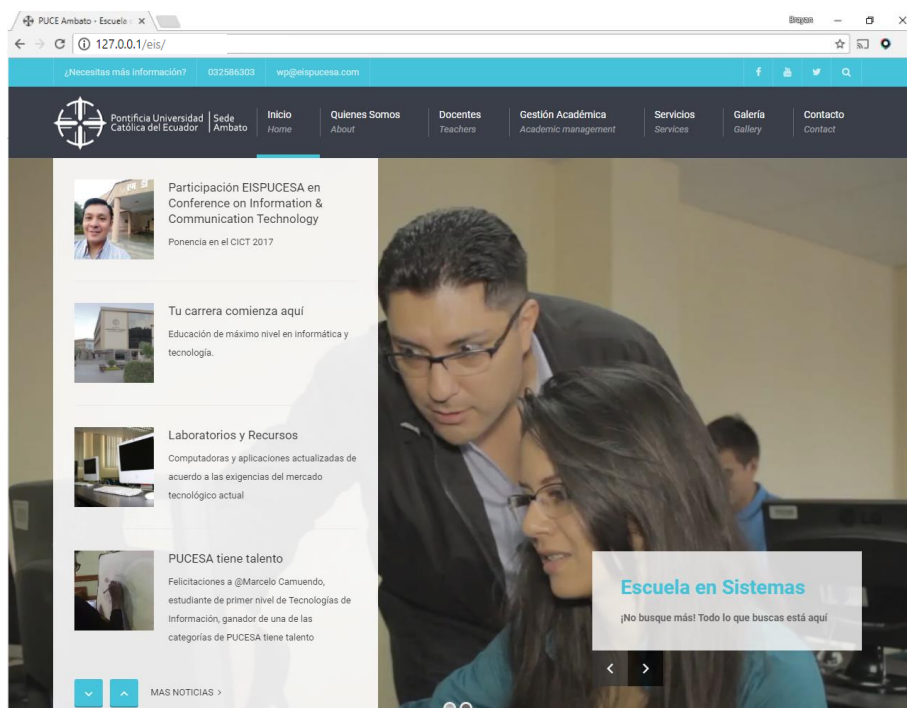 PUCE Ambato - Escuela
Brayan
127.0.0.1/eis/
¿Necesitas más información? 032586303 wp@eispucesa.com
Pontificia Universidad Católica del Ecuador
Sede Ambato
Inicio
Home
Quienes Somos
About
Docentes
Teachers
Gestión Académica
Academic management
Servicios
Services
Galería
Gallery
Contacto
Contact
Participación EISPUCESA en
Conference on Information &
Communication Technology
Ponencia en el CICT 2017
Tu carrera comienza aquí
Educación de máximo nivel en informática y
tecnología.
Laboratorios y Recursos
Computadoras y aplicaciones actualizadas de
acuerdo a las exigencias del mercado
tecnológico actual
PUCESA tiene talento
Felicitaciones a @Marcelo Camuendo,
estudiante de primer nivel de Tecnologías de
Información, ganador de una de las
categorías de PUCESA tiene talento
MAS NOTICIAS >
Escuela en Sistemas
¡No busque más! Todo lo que buscas está aquí